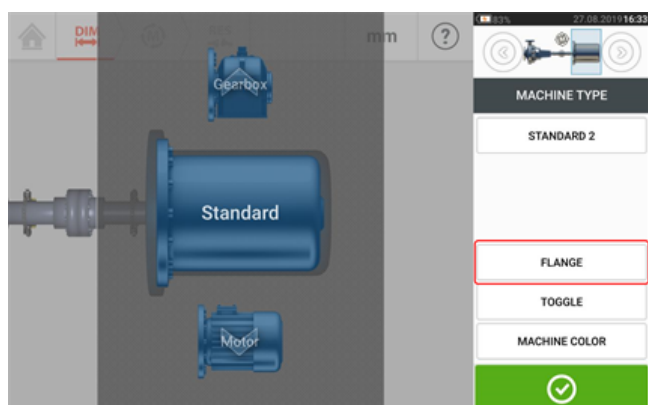 DIM
mm
?
83%
27.08.2019 16:33
Gearbox
MACHINE TYPE
STANDARD 2
Standard
FLANGE
TOGGLE
Motor
MACHINE COLOR